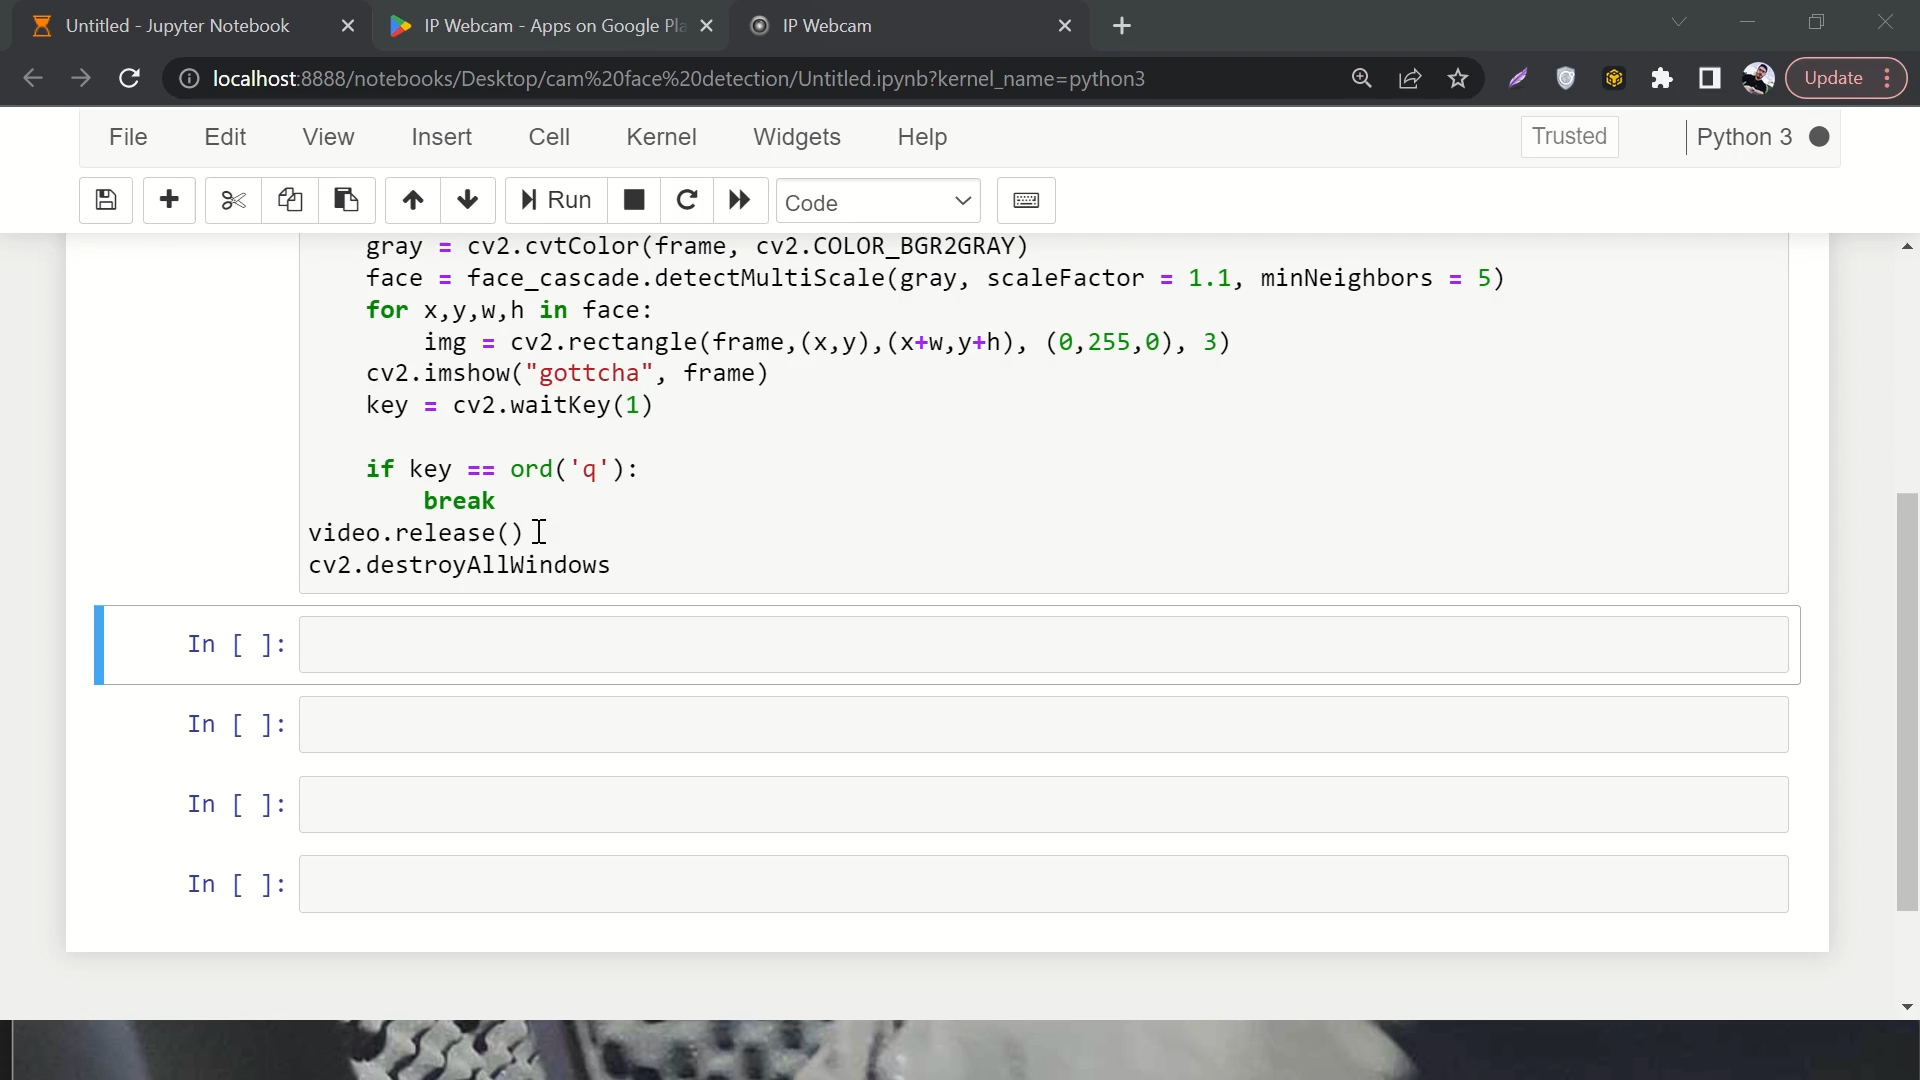 Untitled - Jupyter Notebook
IP Webcam - Apps on Google Pla
IP Webcam
localhost:8888/notebooks/Desktop/cam%20face%20detection/Untitled.ipynb?kernel_name=python3
Update
File Edit View Insert Cell Kernel Widgets Help Trusted Python 3
Run Code
gray = cv2.cvtColor(frame, cv2.COLOR_BGR2GRAY)
face = face_cascade.detectMultiScale(gray, scaleFactor = 1.1, minNeighbors = 5)
for x,y,w,h in face:
img = cv2.rectangle(frame,(x,y),(x+w,y+h), (0,255,0), 3)
cv2.imshow("gottcha", frame)
key = cv2.waitKey(1)
if key == ord('q'):
break
video.release()
cv2.destroyAllWindows
In [ ]:
In [ ]:
In [ ]:
In [ ]: